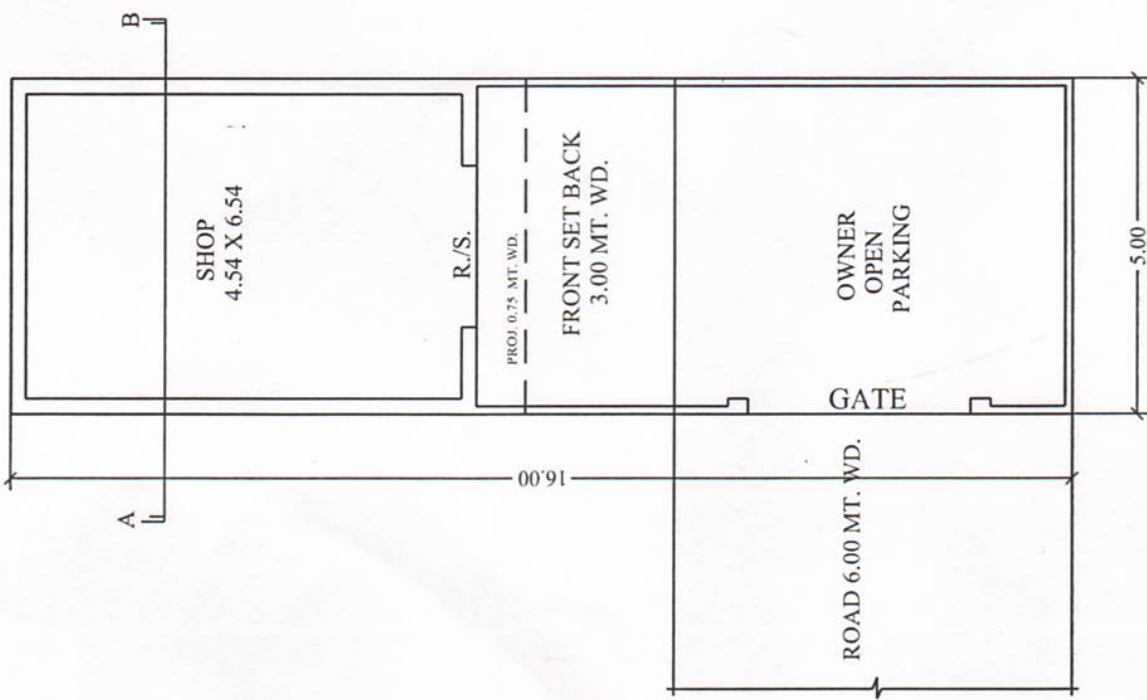 A
B
SHOP
4.54 X 6.54
R./S.
PROJ. 0.75 MT. WD.
FRONT SET BACK
3.00 MT. WD.
16.00
OWNER
OPEN
PARKING
GATE
ROAD 6.00 MT. WD.
5.00